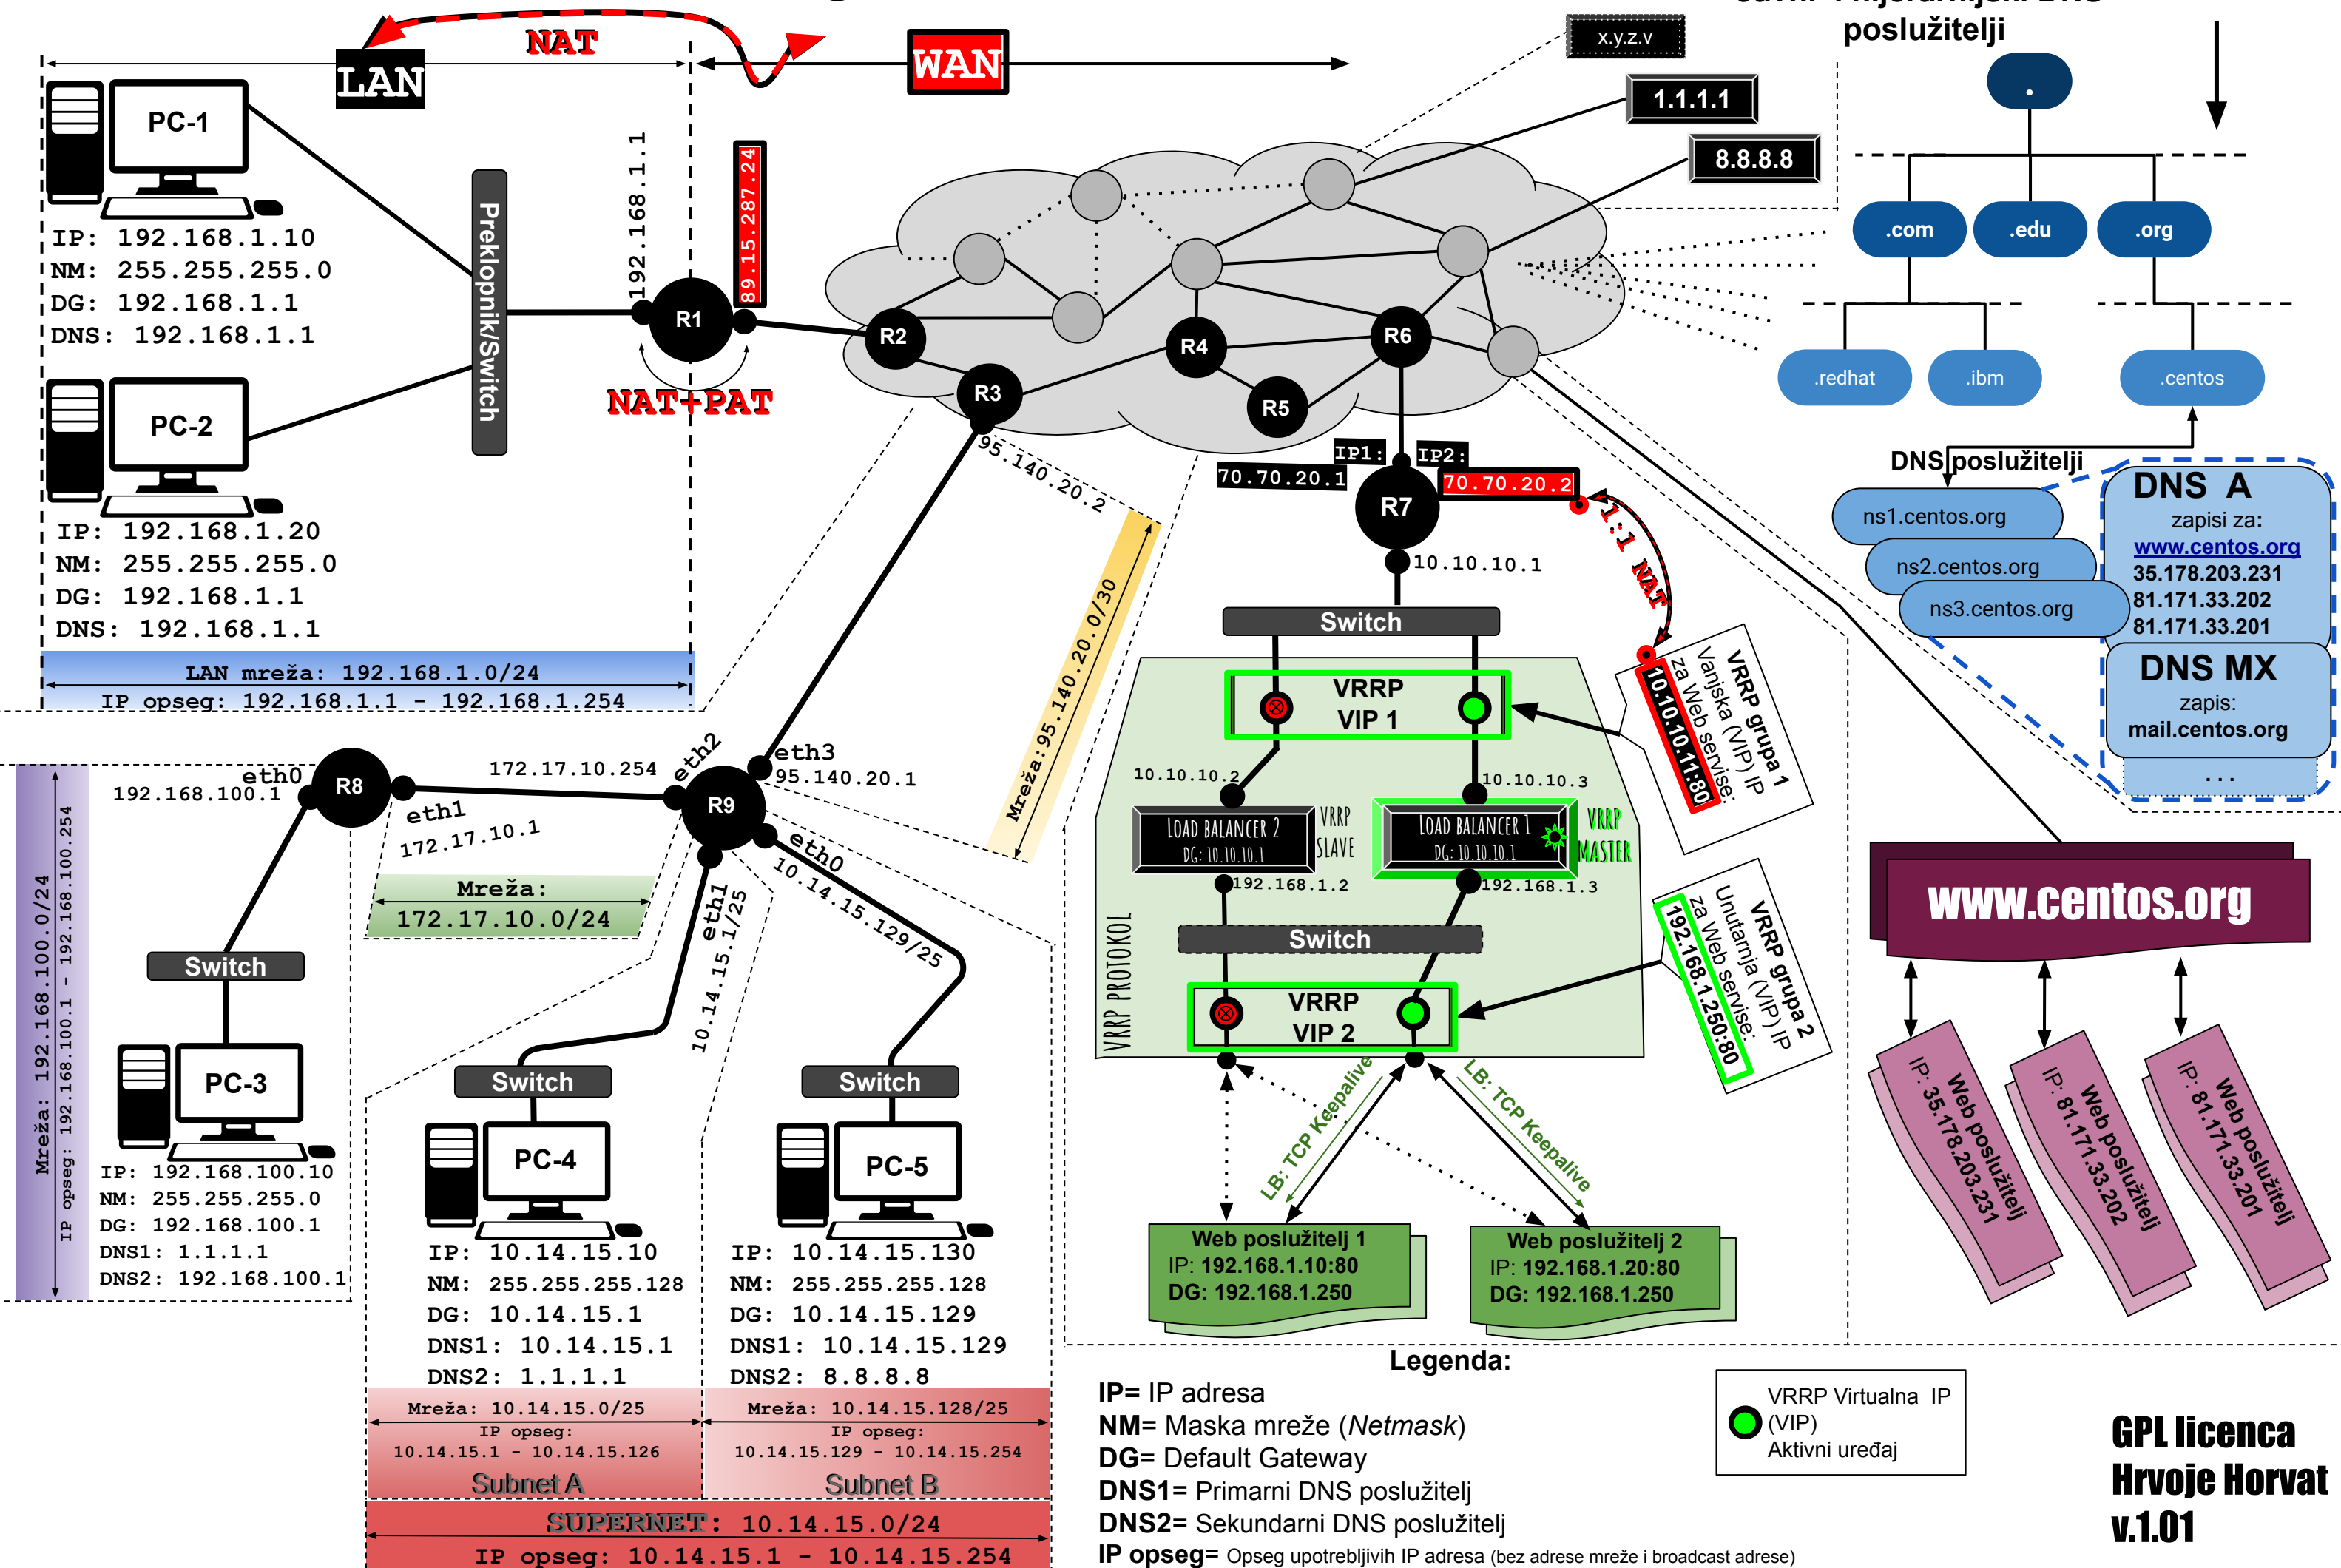 poslužitelji
NAT
LAN
WAN
x.y.z.v
1.1.1.1
8.8.8.8
.
.com
.edu
.org
.redhat
.ibm
.centos
PC-1
IP: 192.168.1.10
NM: 255.255.255.0
DG: 192.168.1.1
DNS: 192.168.1.1
PC-2
IP: 192.168.1.20
NM: 255.255.255.0
DG: 192.168.1.1
DNS: 192.168.1.1
Preklopnik/Switch
192.168.1.1
R1
89.15.287.24
NAT+PAT
LAN mreža: 192.168.1.0/24
IP opseg: 192.168.1.1 - 192.168.1.254
R2
R3
R4
R5
R6
95.140.20.2
Mreža:95.140.20.0/30
IP1:
70.70.20.1
IP2:
70.70.20.2
R7
10.10.10.1
1:1 NAT
Switch
VRRP
VIP 1
10.10.10.2
10.10.10.3
LOAD BALANCER 2
DG: 10.10.10.1
VRRP
SLAVE
LOAD BALANCER 1
DG: 10.10.10.1
VRRP
MASTER
192.168.1.2
192.168.1.3
Switch
VRRP
VIP 2
VRRP PROTOKOL
VRRP grupa 1
Vanjska (VIP) IP
za Web servise:
10.10.10.11:80
VRRP grupa 2
Unutarnja (VIP) IP
za Web servise:
192.168.1.250:80
LB: TCP Keepalive
LB: TCP Keepalive
Web poslužitelj 1
IP: 192.168.1.10:80
DG: 192.168.1.250
Web poslužitelj 2
IP: 192.168.1.20:80
DG: 192.168.1.250
DNS poslužitelji
ns1.centos.org
ns2.centos.org
ns3.centos.org
DNS A
zapisi za:
www.centos.org
35.178.203.231
81.171.33.202
81.171.33.201
DNS MX
zapis:
mail.centos.org
. . .
www.centos.org
Web poslužitelj
IP: 35.178.203.231
Web poslužitelj
IP: 81.171.33.202
Web poslužitelj
IP: 81.171.33.201
Mreža: 192.168.100.0/24
IP opseg: 192.168.100.1 - 192.168.100.254
eth0
192.168.100.1
R8
eth1
172.17.10.1
172.17.10.254
eth2
R9
eth3
95.140.20.1
eth0
10.14.15.129/25
eth1
10.14.15.1/25
Mreža:
172.17.10.0/24
Switch
PC-3
IP: 192.168.100.10
NM: 255.255.255.0
DG: 192.168.100.1
DNS1: 1.1.1.1
DNS2: 192.168.100.1
Switch
PC-4
IP: 10.14.15.10
NM: 255.255.255.128
DG: 10.14.15.1
DNS1: 10.14.15.1
DNS2: 1.1.1.1
Switch
PC-5
IP: 10.14.15.130
NM: 255.255.255.128
DG: 10.14.15.129
DNS1: 10.14.15.129
DNS2: 8.8.8.8
Mreža: 10.14.15.0/25
IP opseg:
10.14.15.1 - 10.14.15.126
Subnet A
Mreža: 10.14.15.128/25
IP opseg:
10.14.15.129 - 10.14.15.254
Subnet B
SUPERNET: 10.14.15.0/24
IP opseg: 10.14.15.1 - 10.14.15.254
Legenda:
IP= IP adresa
NM= Maska mreže (Netmask)
DG= Default Gateway
DNS1= Primarni DNS poslužitelj
DNS2= Sekundarni DNS poslužitelj
IP opseg= Opseg upotrebljivih IP adresa (bez adrese mreže i broadcast adrese)
VRRP Virtualna IP
(VIP)
Aktivni uređaj
GPL licenca
Hrvoje Horvat
v.1.01